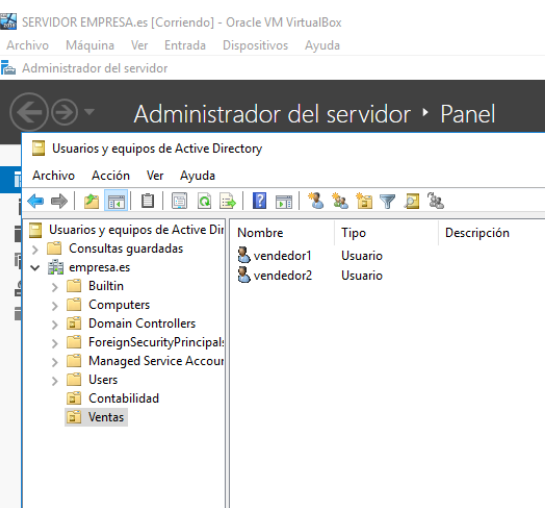 SERVIDOR EMPRESA.es [Corriendo] - Oracle VM VirtualBox
Archivo Máquina Ver Entrada Dispositivos Ayuda
Administrador del servidor
Administrador del servidor ‣ Panel
Usuarios y equipos de Active Directory
Archivo Acción Ver Ayuda
Usuarios y equipos de Active Dir
Consultas guardadas
empresa.es
Builtin
Computers
Domain Controllers
ForeignSecurityPrincipals
Managed Service Accour
Users
Contabilidad
Ventas
Nombre Tipo Descripción
vendedor1 Usuario
vendedor2 Usuario